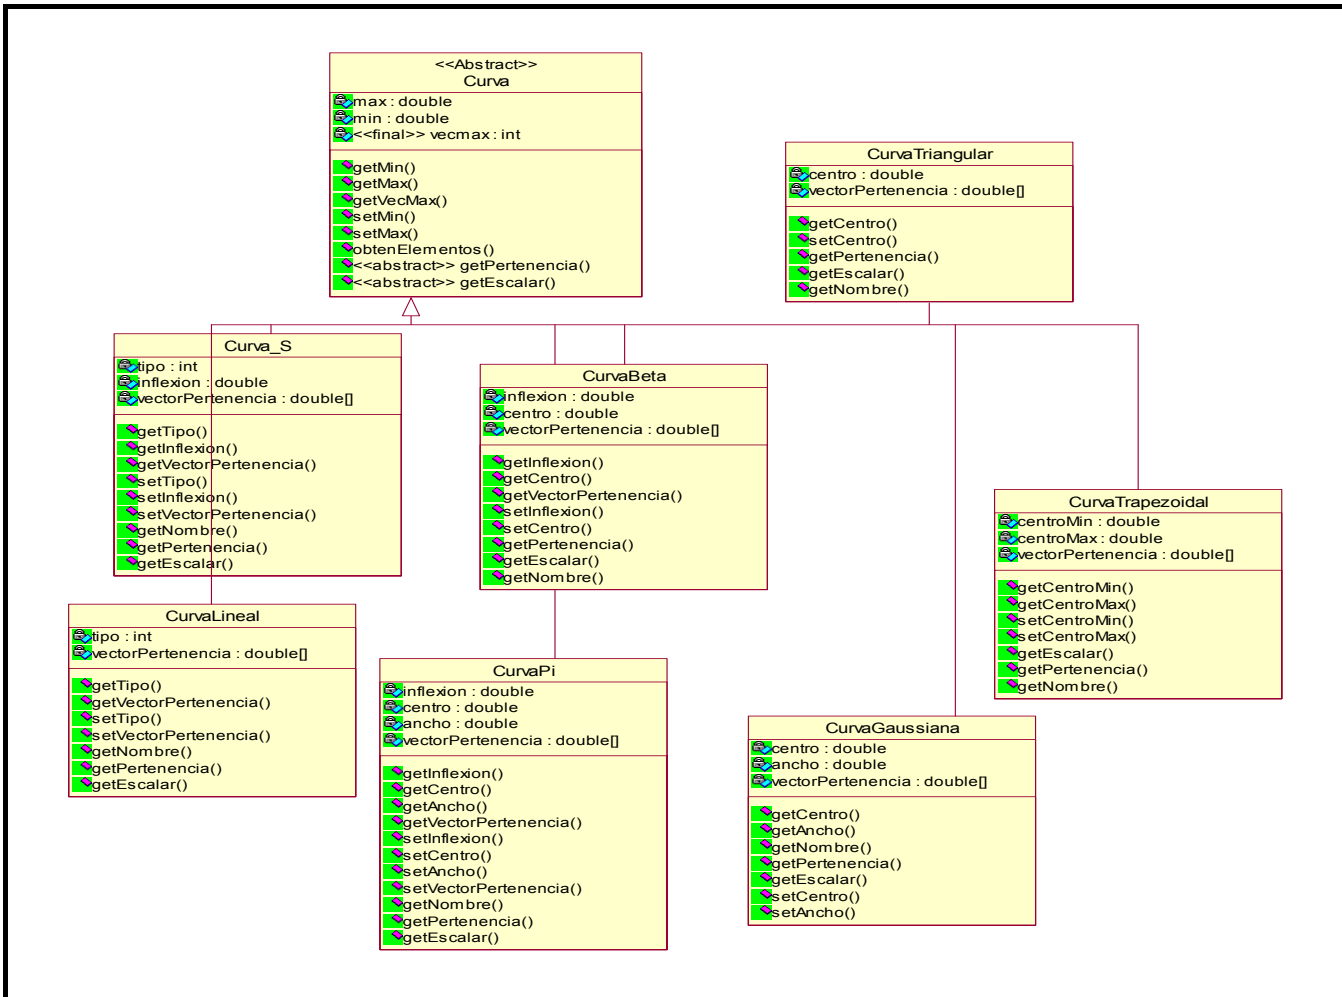 <<Abstract>>
Curva
max : double
min : double
<<final>> vecmax : int
getMin()
getMax()
getVecMax()
setMin()
setMax()
obtenElementos()
<<abstract>> getPertenencia()
<<abstract>> getEscalar()
CurvaTriangular
centro : double
vectorPertenencia : double[]
getCentro()
setCentro()
getPertenencia()
getEscalar()
getNombre()
Curva_S
tipo : int
inflexion : double
vectorPertenencia : double[]
getTipo()
getInflexion()
getVectorPertenencia()
setTipo()
setInflexion()
setVectorPertenencia()
getNombre()
getPertenencia()
getEscalar()
CurvaBeta
inflexion : double
centro : double
vectorPertenencia : double[]
getInflexion()
getCentro()
getVectorPertenencia()
setInflexion()
setCentro()
getPertenencia()
getEscalar()
getNombre()
CurvaTrapezoidal
centroMin : double
centroMax : double
vectorPertenencia : double[]
getCentroMin()
getCentroMax()
setCentroMin()
setCentroMax()
getEscalar()
getPertenencia()
getNombre()
CurvaLineal
tipo : int
vectorPertenencia : double[]
getTipo()
getVectorPertenencia()
setTipo()
setVectorPertenencia()
getNombre()
getPertenencia()
getEscalar()
CurvaPi
inflexion : double
centro : double
ancho : double
vectorPertenencia : double[]
getInflexion()
getCentro()
getAncho()
getVectorPertenencia()
setInflexion()
setCentro()
setAncho()
setVectorPertenencia()
getNombre()
getPertenencia()
getEscalar()
CurvaGaussiana
centro : double
ancho : double
vectorPertenencia : double[]
getCentro()
getAncho()
getNombre()
getPertenencia()
getEscalar()
setCentro()
setAncho()